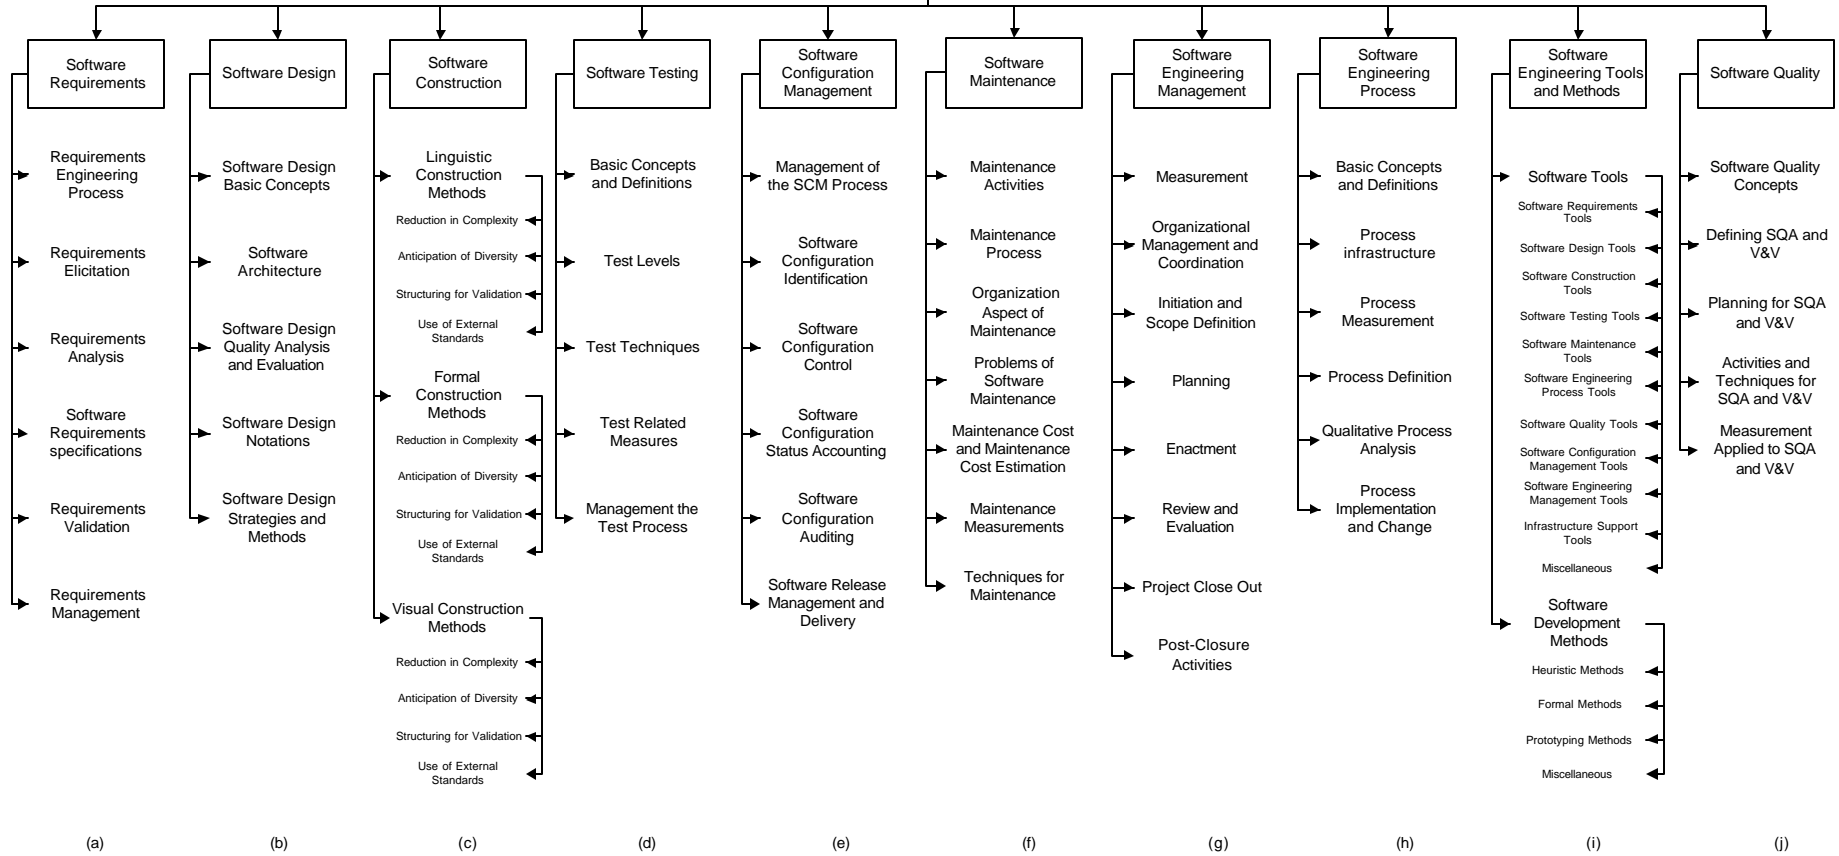 Software
Requirements
Requirements
Engineering
Process
Requirements
Elicitation
Requirements
Analysis
Software
Requirements
specifications
Requirements
Validation
Requirements
Management
(a)
Software Design
Software Design
Basic Concepts
Software
Architecture
Software Design
Quality Analysis
and Evaluation
Software Design
Notations
Software Design
Strategies and
Methods
(b)
Software
Construction
Linguistic
Construction
Methods
Reduction in Complexity
Anticipation of Diversity
Structuring for Validation
Use of External
Standards
Formal
Construction
Methods
Reduction in Complexity
Anticipation of Diversity
Structuring for Validation
Use of External
Standards
Visual Construction
Methods
Reduction in Complexity
Anticipation of Diversity
Structuring for Validation
Use of External
Standards
(c)
Software Testing
Basic Concepts
and Definitions
Test Levels
Test Techniques
Test Related
Measures
Management the
Test Process
(d)
Software
Configuration
Management
Management of
the SCM Process
Software
Configuration
Identification
Software
Configuration
Control
Software
Configuration
Status Accounting
Software
Configuration
Auditing
Software Release
Management and
Delivery
(e)
Software
Maintenance
Maintenance
Activities
Maintenance
Process
Organization
Aspect of
Maintenance
Problems of
Software
Maintenance
Maintenance Cost
and Maintenance
Cost Estimation
Maintenance
Measurements
Techniques for
Maintenance
(f)
Software
Engineering
Management
Measurement
Organizational
Management and
Coordination
Initiation and
Scope Definition
Planning
Enactment
Review and
Evaluation
Project Close Out
Post-Closure
Activities
(g)
Software
Engineering
Process
Basic Concepts
and Definitions
Process
infrastructure
Process
Measurement
Process Definition
Qualitative Process
Analysis
Process
Implementation
and Change
(h)
Software
Engineering Tools
and Methods
Software Tools
Software Requirements
Tools
Software Design Tools
Software Construction
Tools
Software Testing Tools
Software Maintenance
Tools
Software Engineering
Process Tools
Software Quality Tools
Software Configuration
Management Tools
Software Engineering
Management Tools
Infrastructure Support
Tools
Miscellaneous
Software
Development
Methods
Heuristic Methods
Formal Methods
Prototyping Methods
Miscellaneous
(i)
Software Quality
Software Quality
Concepts
Defining SQA and
V&V
Planning for SQA
and V&V
Activities and
Techniques for
SQA and V&V
Measurement
Applied to SQA
and V&V
(j)